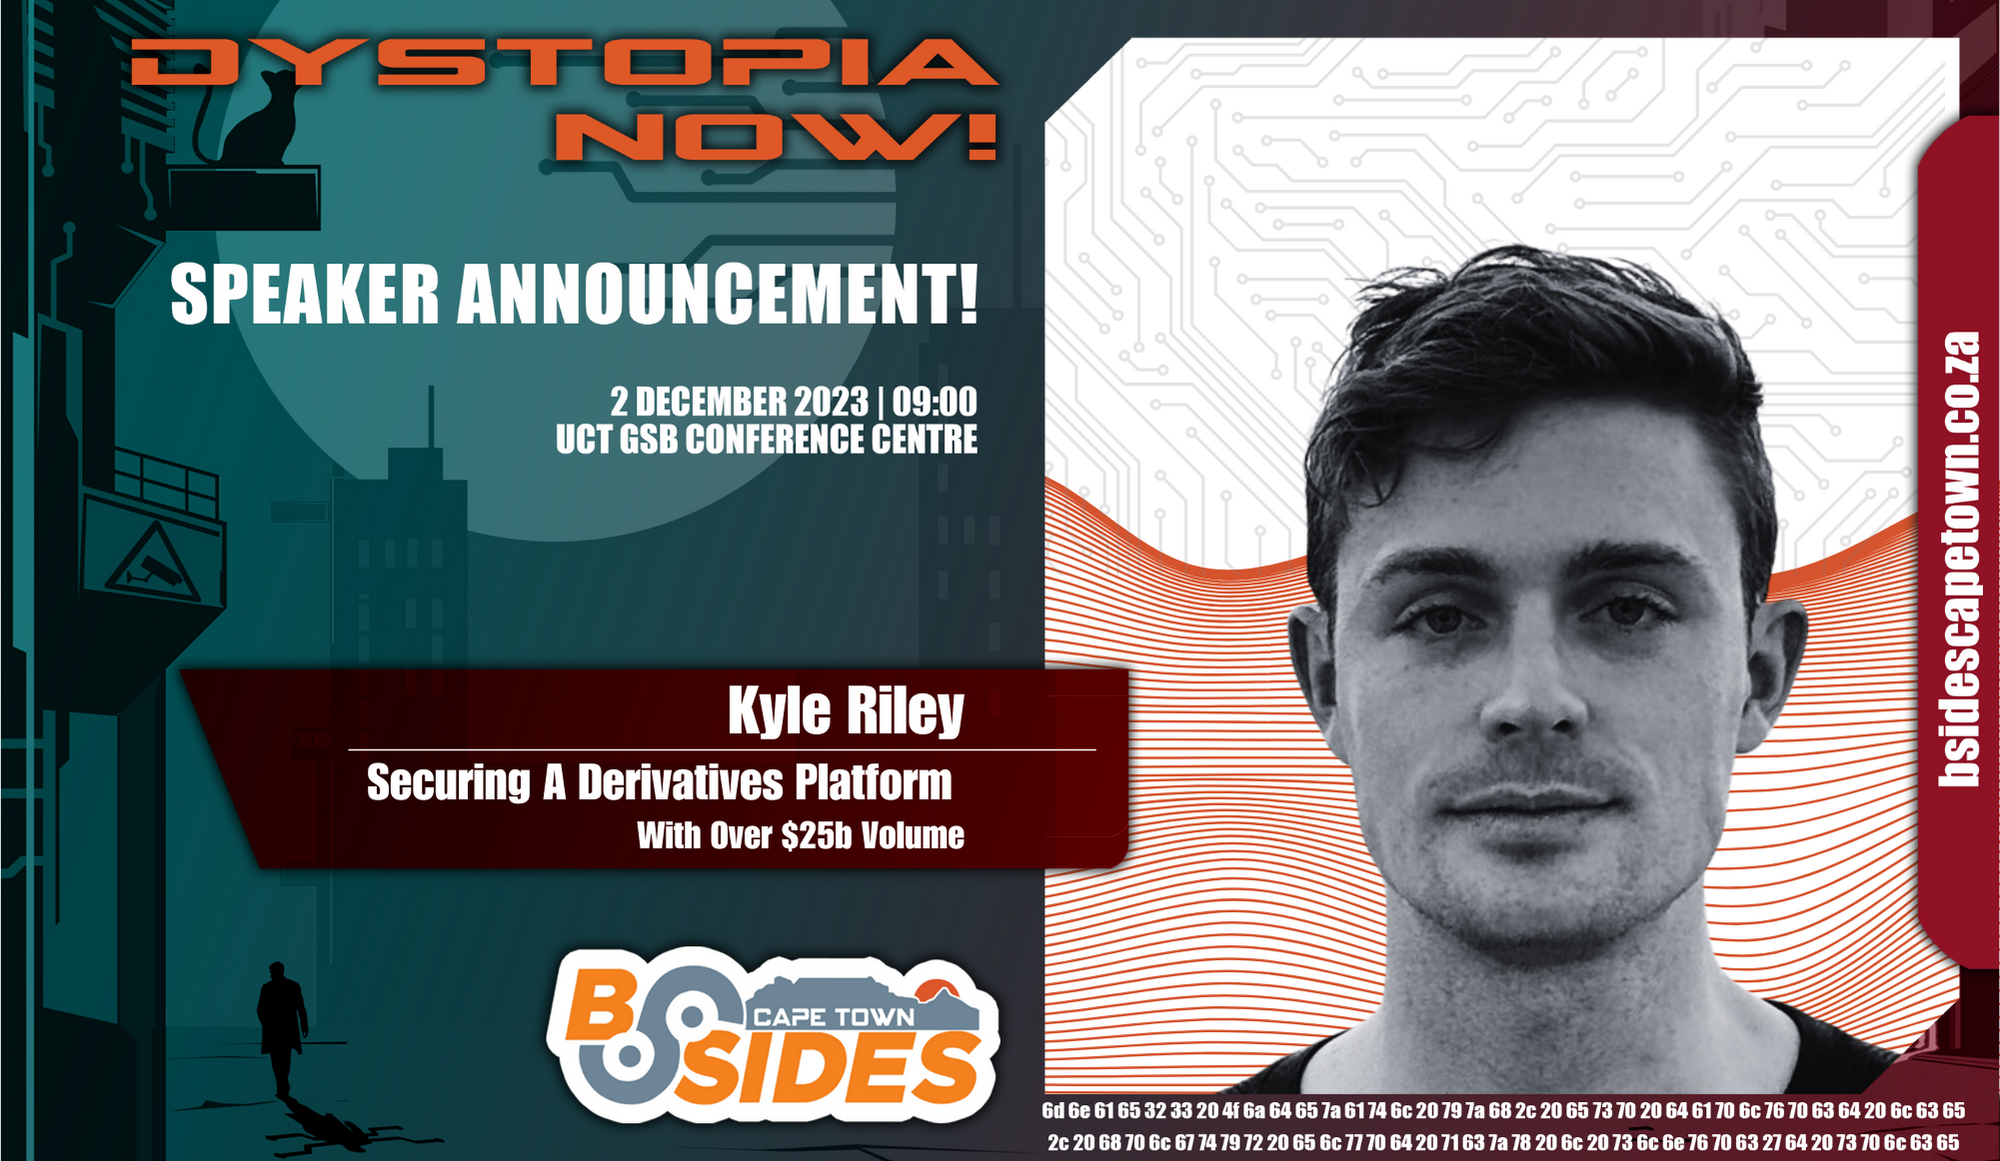 DYSTOPIA
NOW!
SPEAKER ANNOUNCEMENT!
2 DECEMBER 2023 | 09:00
UCT GSB CONFERENCE CENTRE
Kyle Riley
Securing A Derivatives Platform
With Over $25b Volume
B SIDES
CAPE TOWN
bsidescapetown.co.za
6d 6e 61 65 32 33 20 4f 6a 64 65 7a 61 74 6c 20 79 7a 68 2c 20 65 73 70 20 64 61 70 6c 76 70 63 64 20 6c 63 65
2c 20 68 70 6c 67 74 79 72 20 65 6c 77 70 64 20 71 63 7a 78 20 6c 20 73 6c 6e 76 70 63 27 64 20 73 70 6c 63 65